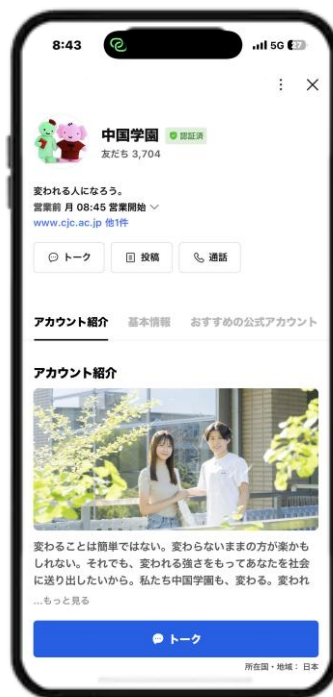 8:43
5G 27
中国学園 認証済
友だち 3,704
変われる人になろう。
営業前 月 08:45 営業開始
www.cjc.ac.jp 他1件
トーク 投稿 通話
アカウント紹介 基本情報 おすすめの公式アカウント
アカウント紹介
変わることは簡単ではない。変わらないままの方が楽かも
しれない。それでも、変われる強さをもってあなたを社会
に送り出したいから。私たち中国学園も、変わる。変われ
...もっと見る
トーク
所在国・地域： 日本